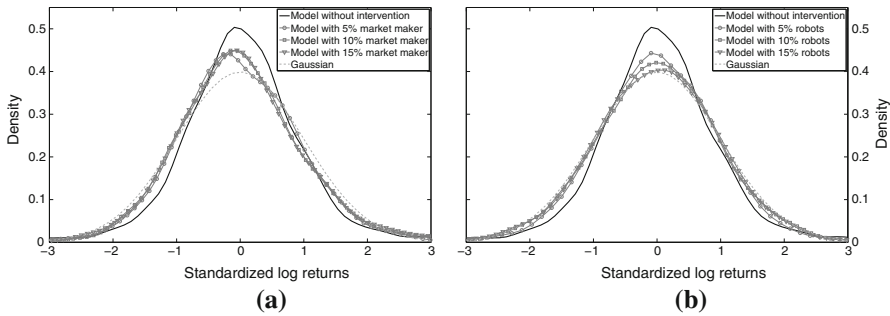 0.5
0.4
0.3
0.2
0.1
0
Density
−3
−2
−1
0
1
2
3
Standardized log returns
Model without intervention
Model with 5% market maker
Model with 10% market maker
Model with 15% market maker
Gaussian
(a)
Model without intervention
Model with 5% robots
Model with 10% robots
Model with 15% robots
Gaussian
0.5
0.4
0.3
0.2
0.1
0
Density
−3
−2
−1
0
1
2
3
Standardized log returns
(b)